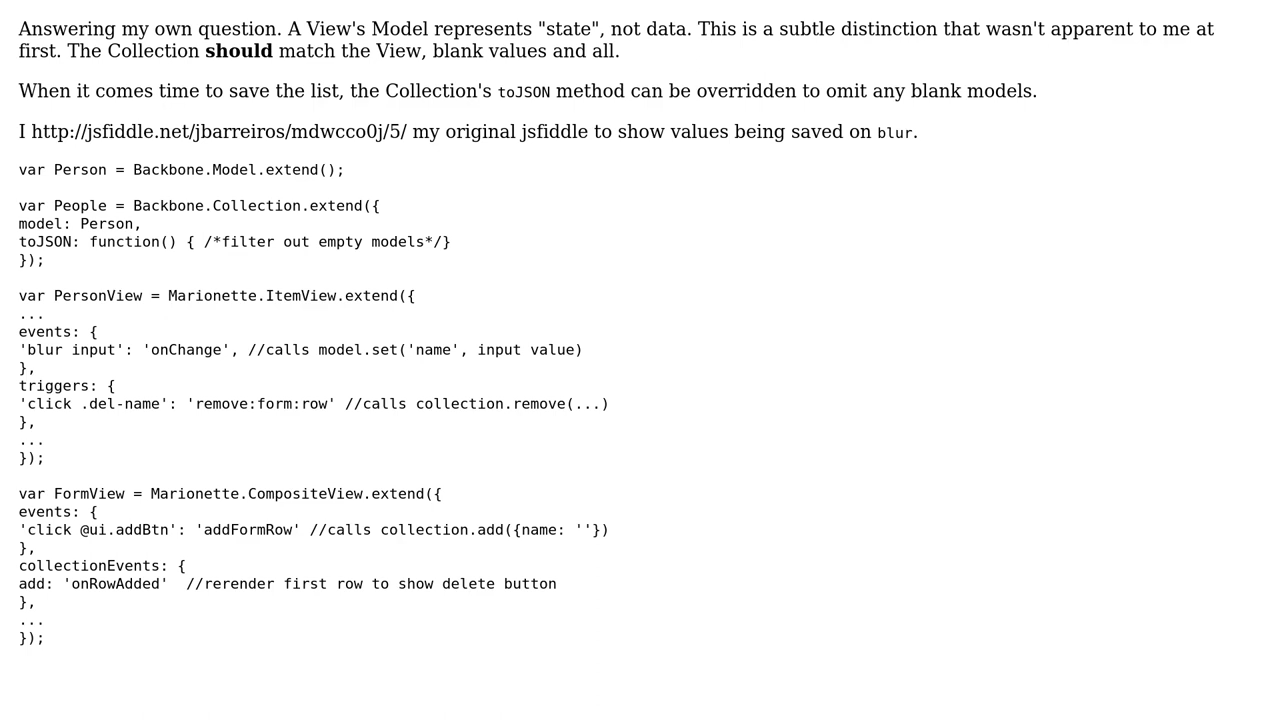 Answering my own question. A View's Model represents "state", not data. This is a subtle distinction that wasn't apparent to me at
first. The Collection should match the View, blank values and all.
When it comes time to save the list, the Collection's toJSON method can be overridden to omit any blank models.
I http://jsfiddle.net/jbarreiros/mdwcco0j/5/ my original jsfiddle to show values being saved on blur.
var Person = Backbone.Model.extend();
var People = Backbone.Collection.extend({
model: Person,
toJSON: function() { /*filter out empty models*/}
});
var PersonView = Marionette.ItemView.extend({
...
events: {
'blur input': 'onChange', //calls model.set('name', input value)
},
triggers: {
'click .del-name': 'remove:form:row' //calls collection.remove(...)
},
...
});
var FormView = Marionette.CompositeView.extend({
events: {
'click @ui.addBtn': 'addFormRow' //calls collection.add({name: ''})
},
collectionEvents: {
add: 'onRowAdded'  //rerender first row to show delete button
},
...
});